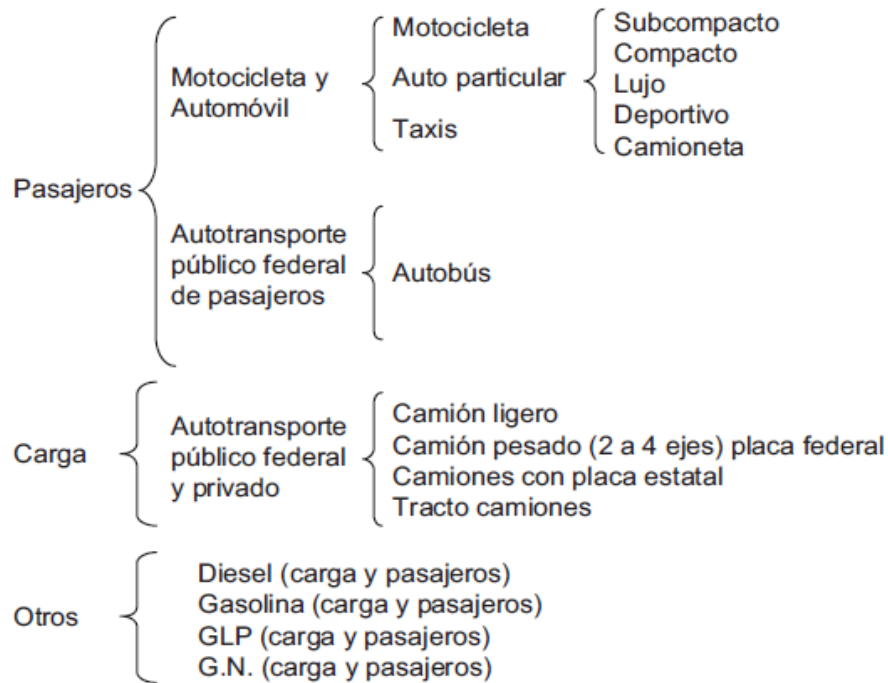 Pasajeros
Motocicleta y
Automóvil
Motocicleta
Auto particular
Taxis
Subcompacto
Compacto
Lujo
Deportivo
Camioneta
Autotransporte
público federal
de pasajeros
Autobús
Carga
Autotransporte
público federal
y privado
Camión ligero
Camión pesado (2 a 4 ejes) placa federal
Camiones con placa estatal
Tracto camiones
Otros
Diesel (carga y pasajeros)
Gasolina (carga y pasajeros)
GLP (carga y pasajeros)
G.N. (carga y pasajeros)